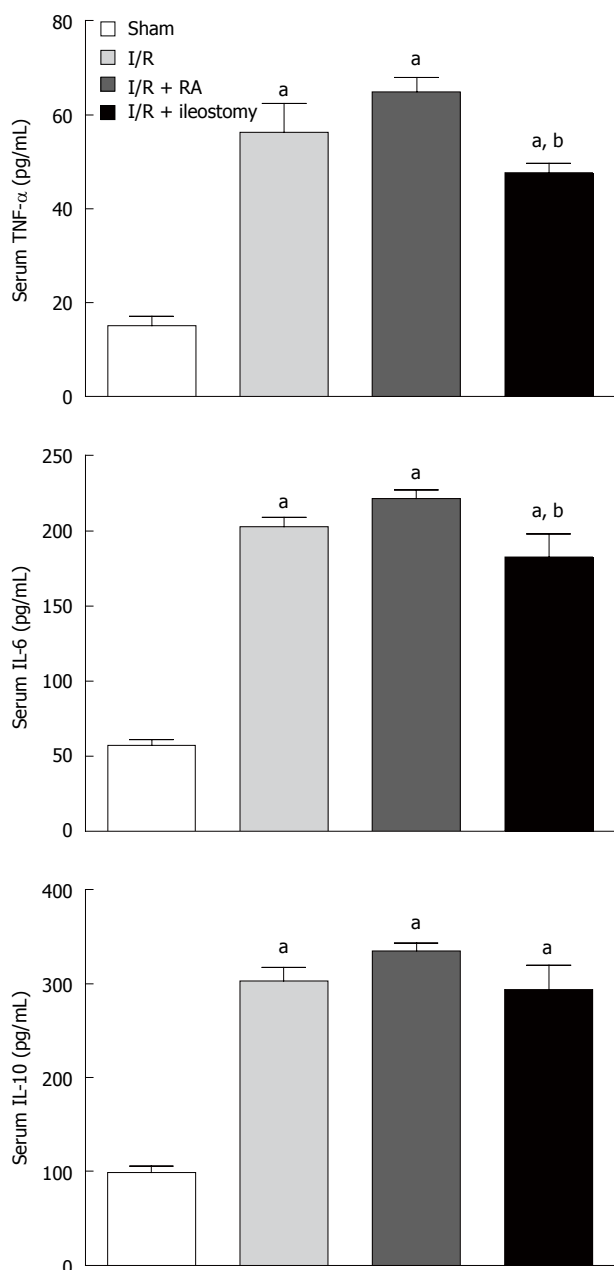 80
Sham
I/R
I/R + RA
I/R + ileostomy
a
a
a, b
60
40
20
0
Serum TNF-α (pg/mL)
250
200
150
100
50
0
a
a
a, b
Serum IL-6 (pg/mL)
400
300
200
100
0
a
a
a
Serum IL-10 (pg/mL)